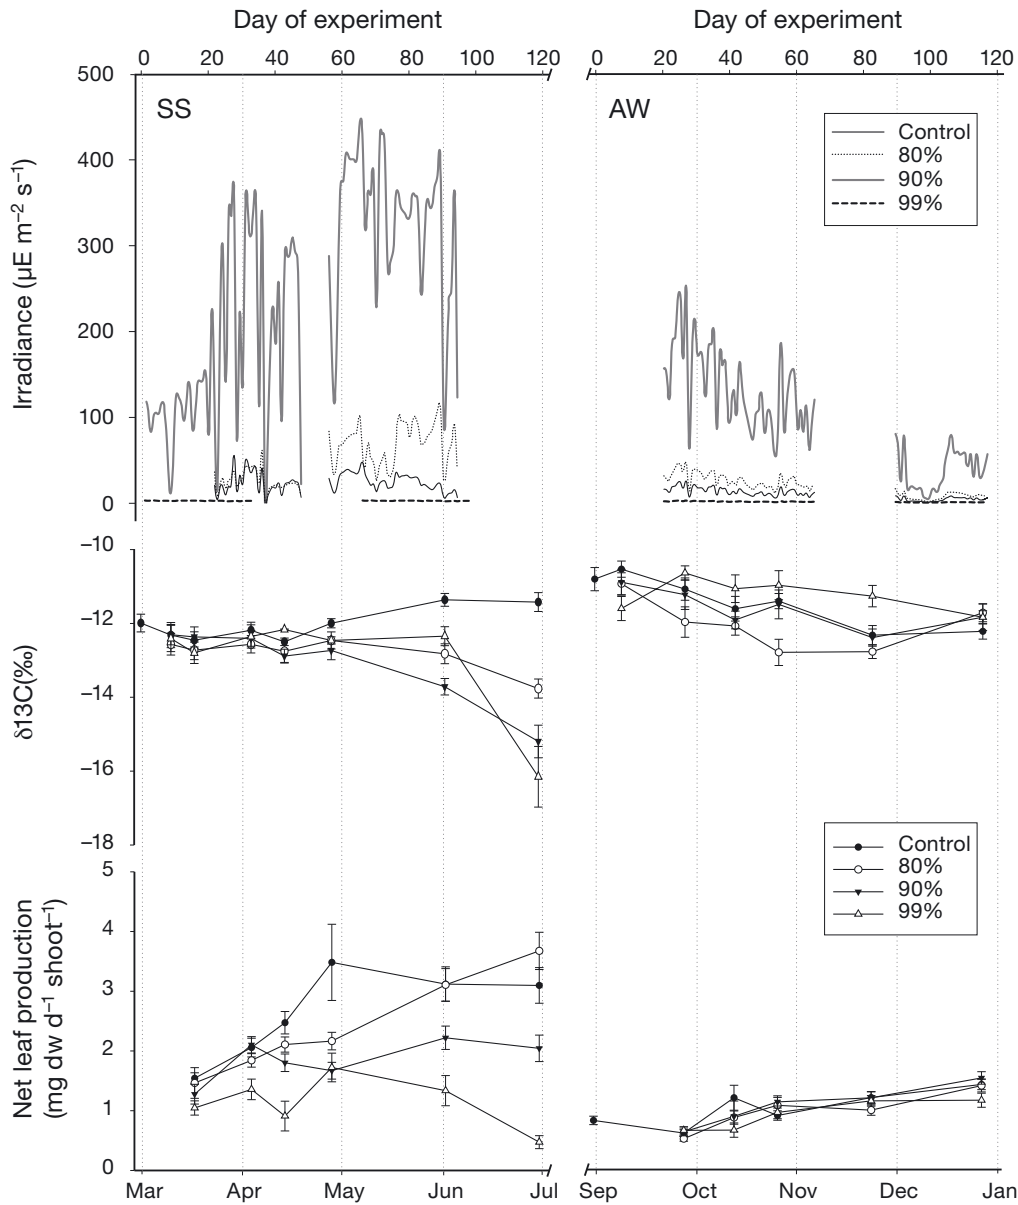 Day of experiment Day of experiment
0 20 40 60 80 100 120 0 20 40 60 80 100 120
SS AW
Irradiance (µE m–2 s–1)
500
400
300
200
100
0
Control
80%
90%
99%
δ13C(‰)
–10
–12
–14
–16
–18
Net leaf production
(mg dw d–1 shoot–1)
5
4
3
2
1
0
Control
80%
90%
99%
Mar Apr May Jun Jul Sep Oct Nov Dec Jan